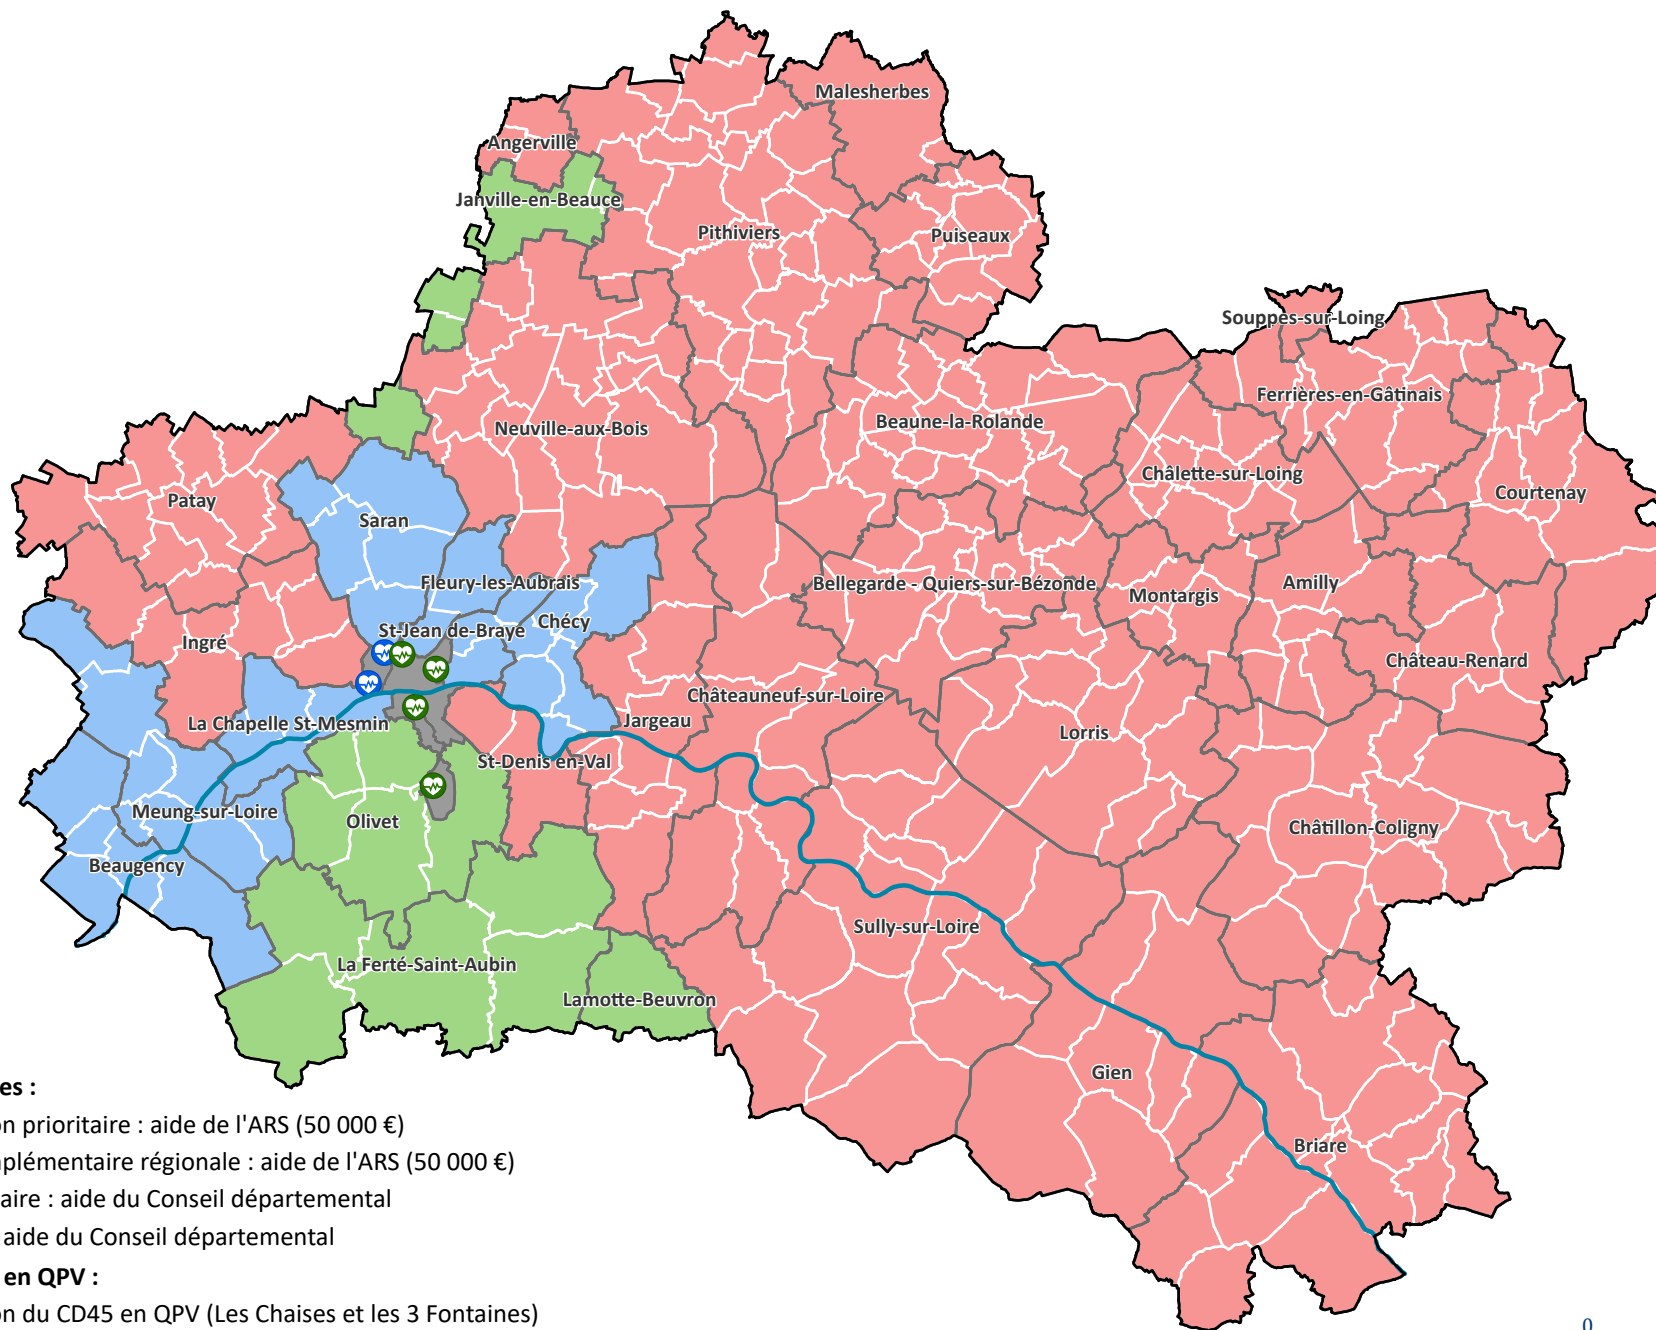 Malesherbes
Angerville
Janville-en-Beauce
Pithiviers
Puiseaux
Souppes-sur-Loing
Ferrières-en-Gâtinais
Neuville-aux-Bois
Beaune-la-Rolande
Châlette-sur-Loing
Courtenay
Patay
Saran
Fleury-les-Aubrais
Bellegarde - Quiers-sur-Bézonde
Montargis
Amilly
Chécy
St-Jean de-Braye
Ingré
Château-Renard
Châteauneuf-sur-Loire
La Chapelle St-Mesmin
Jargeau
Lorris
St-Denis en-Val
Meung-sur-Loire
Olivet
Châtillon-Coligny
Beaugency
Sully-sur-Loire
La Ferté-Saint-Aubin
Lamotte-Beuvron
Gien
Briare
es :
on prioritaire : aide de l'ARS (50 000 €)
plémentaire régionale : aide de l'ARS (50 000 €)
aire : aide du Conseil départemental
aide du Conseil départemental
en QPV :
on du CD45 en QPV (Les Chaises et les 3 Fontaines)
0